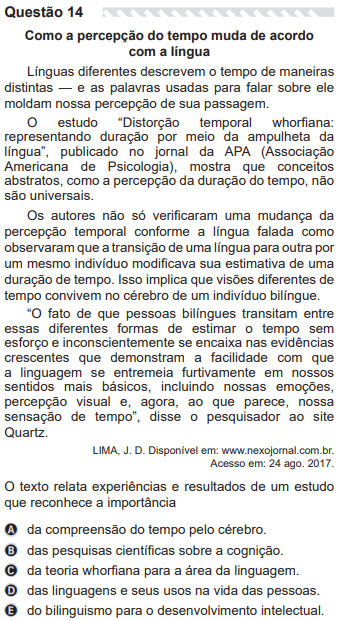 Questão 14
Como a percepção do tempo muda de acordo
com a língua
Línguas diferentes descrevem o tempo de maneiras
distintas — e as palavras usadas para falar sobre ele
moldam nossa percepção de sua passagem.
O estudo “Distorção temporal whorfiana:
representando duração por meio da ampulheta da
língua”, publicado no jornal da APA (Associação
Americana de Psicologia), mostra que conceitos
abstratos, como a percepção da duração do tempo, não
são universais.
Os autores não só verificaram uma mudança da
percepção temporal conforme a língua falada como
observaram que a transição de uma língua para outra por
um mesmo indivíduo modificava sua estimativa de uma
duração de tempo. Isso implica que visões diferentes de
tempo convivem no cérebro de um indivíduo bilíngue.
“O fato de que pessoas bilíngues transitam entre
essas diferentes formas de estimar o tempo sem
esforço e inconscientemente se encaixa nas evidências
crescentes que demonstram a facilidade com que
a linguagem se entremeia furtivamente em nossos
sentidos mais básicos, incluindo nossas emoções,
percepção visual e, agora, ao que parece, nossa
sensação de tempo”, disse o pesquisador ao site
Quartz.
LIMA, J. D. Disponível em: www.nexojornal.com.br.
Acesso em: 24 ago. 2017.
O texto relata experiências e resultados de um estudo
que reconhece a importância
A da compreensão do tempo pelo cérebro.
B das pesquisas científicas sobre a cognição.
C da teoria whorfiana para a área da linguagem.
D das linguagens e seus usos na vida das pessoas.
E do bilinguismo para o desenvolvimento intelectual.